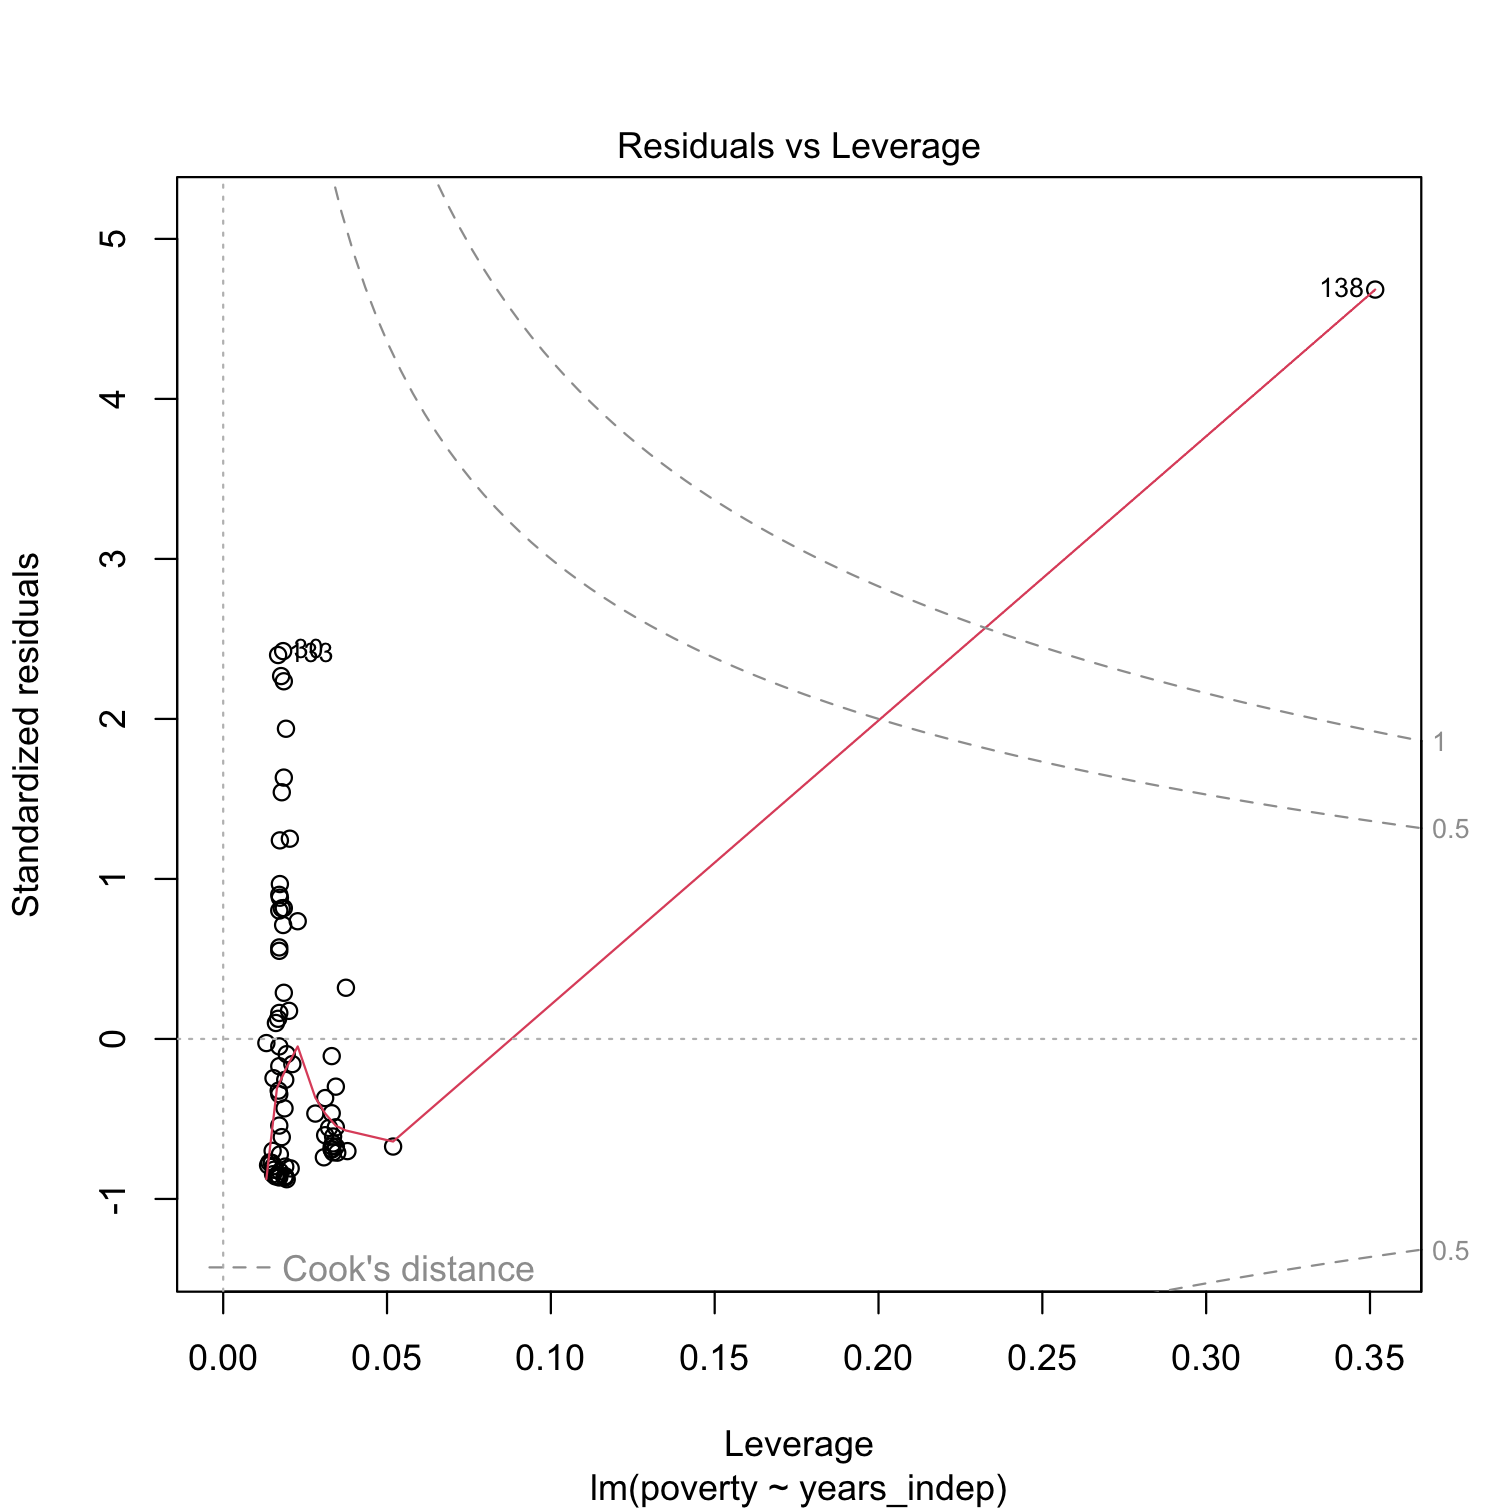 Residuals vs Leverage
Standardized residuals
5
4
3
2
1
0
-1
138
133
1
0.5
0.5
Cook's distance
0.00 0.05 0.10 0.15 0.20 0.25 0.30 0.35
Leverage
lm(poverty ~ years_indep)